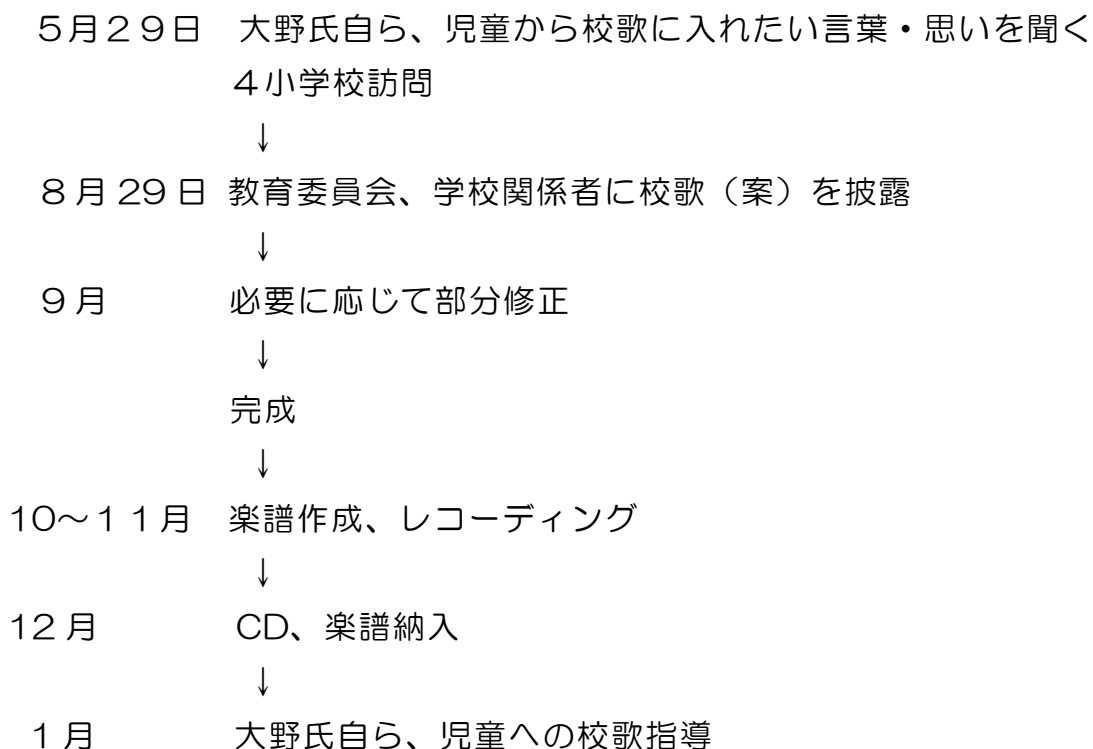 ５月２９日　大野氏自ら、児童から校歌に入れたい言葉・思いを聞く
４小学校訪問
↓
８月 29 日 教育委員会、学校関係者に校歌（案）を披露
↓
９月　必要に応じて部分修正
↓
完成
↓
10～１１月　楽譜作成、レコーディング
↓
12 月　CD、楽譜納入
↓
１月　大野氏自ら、児童への校歌指導